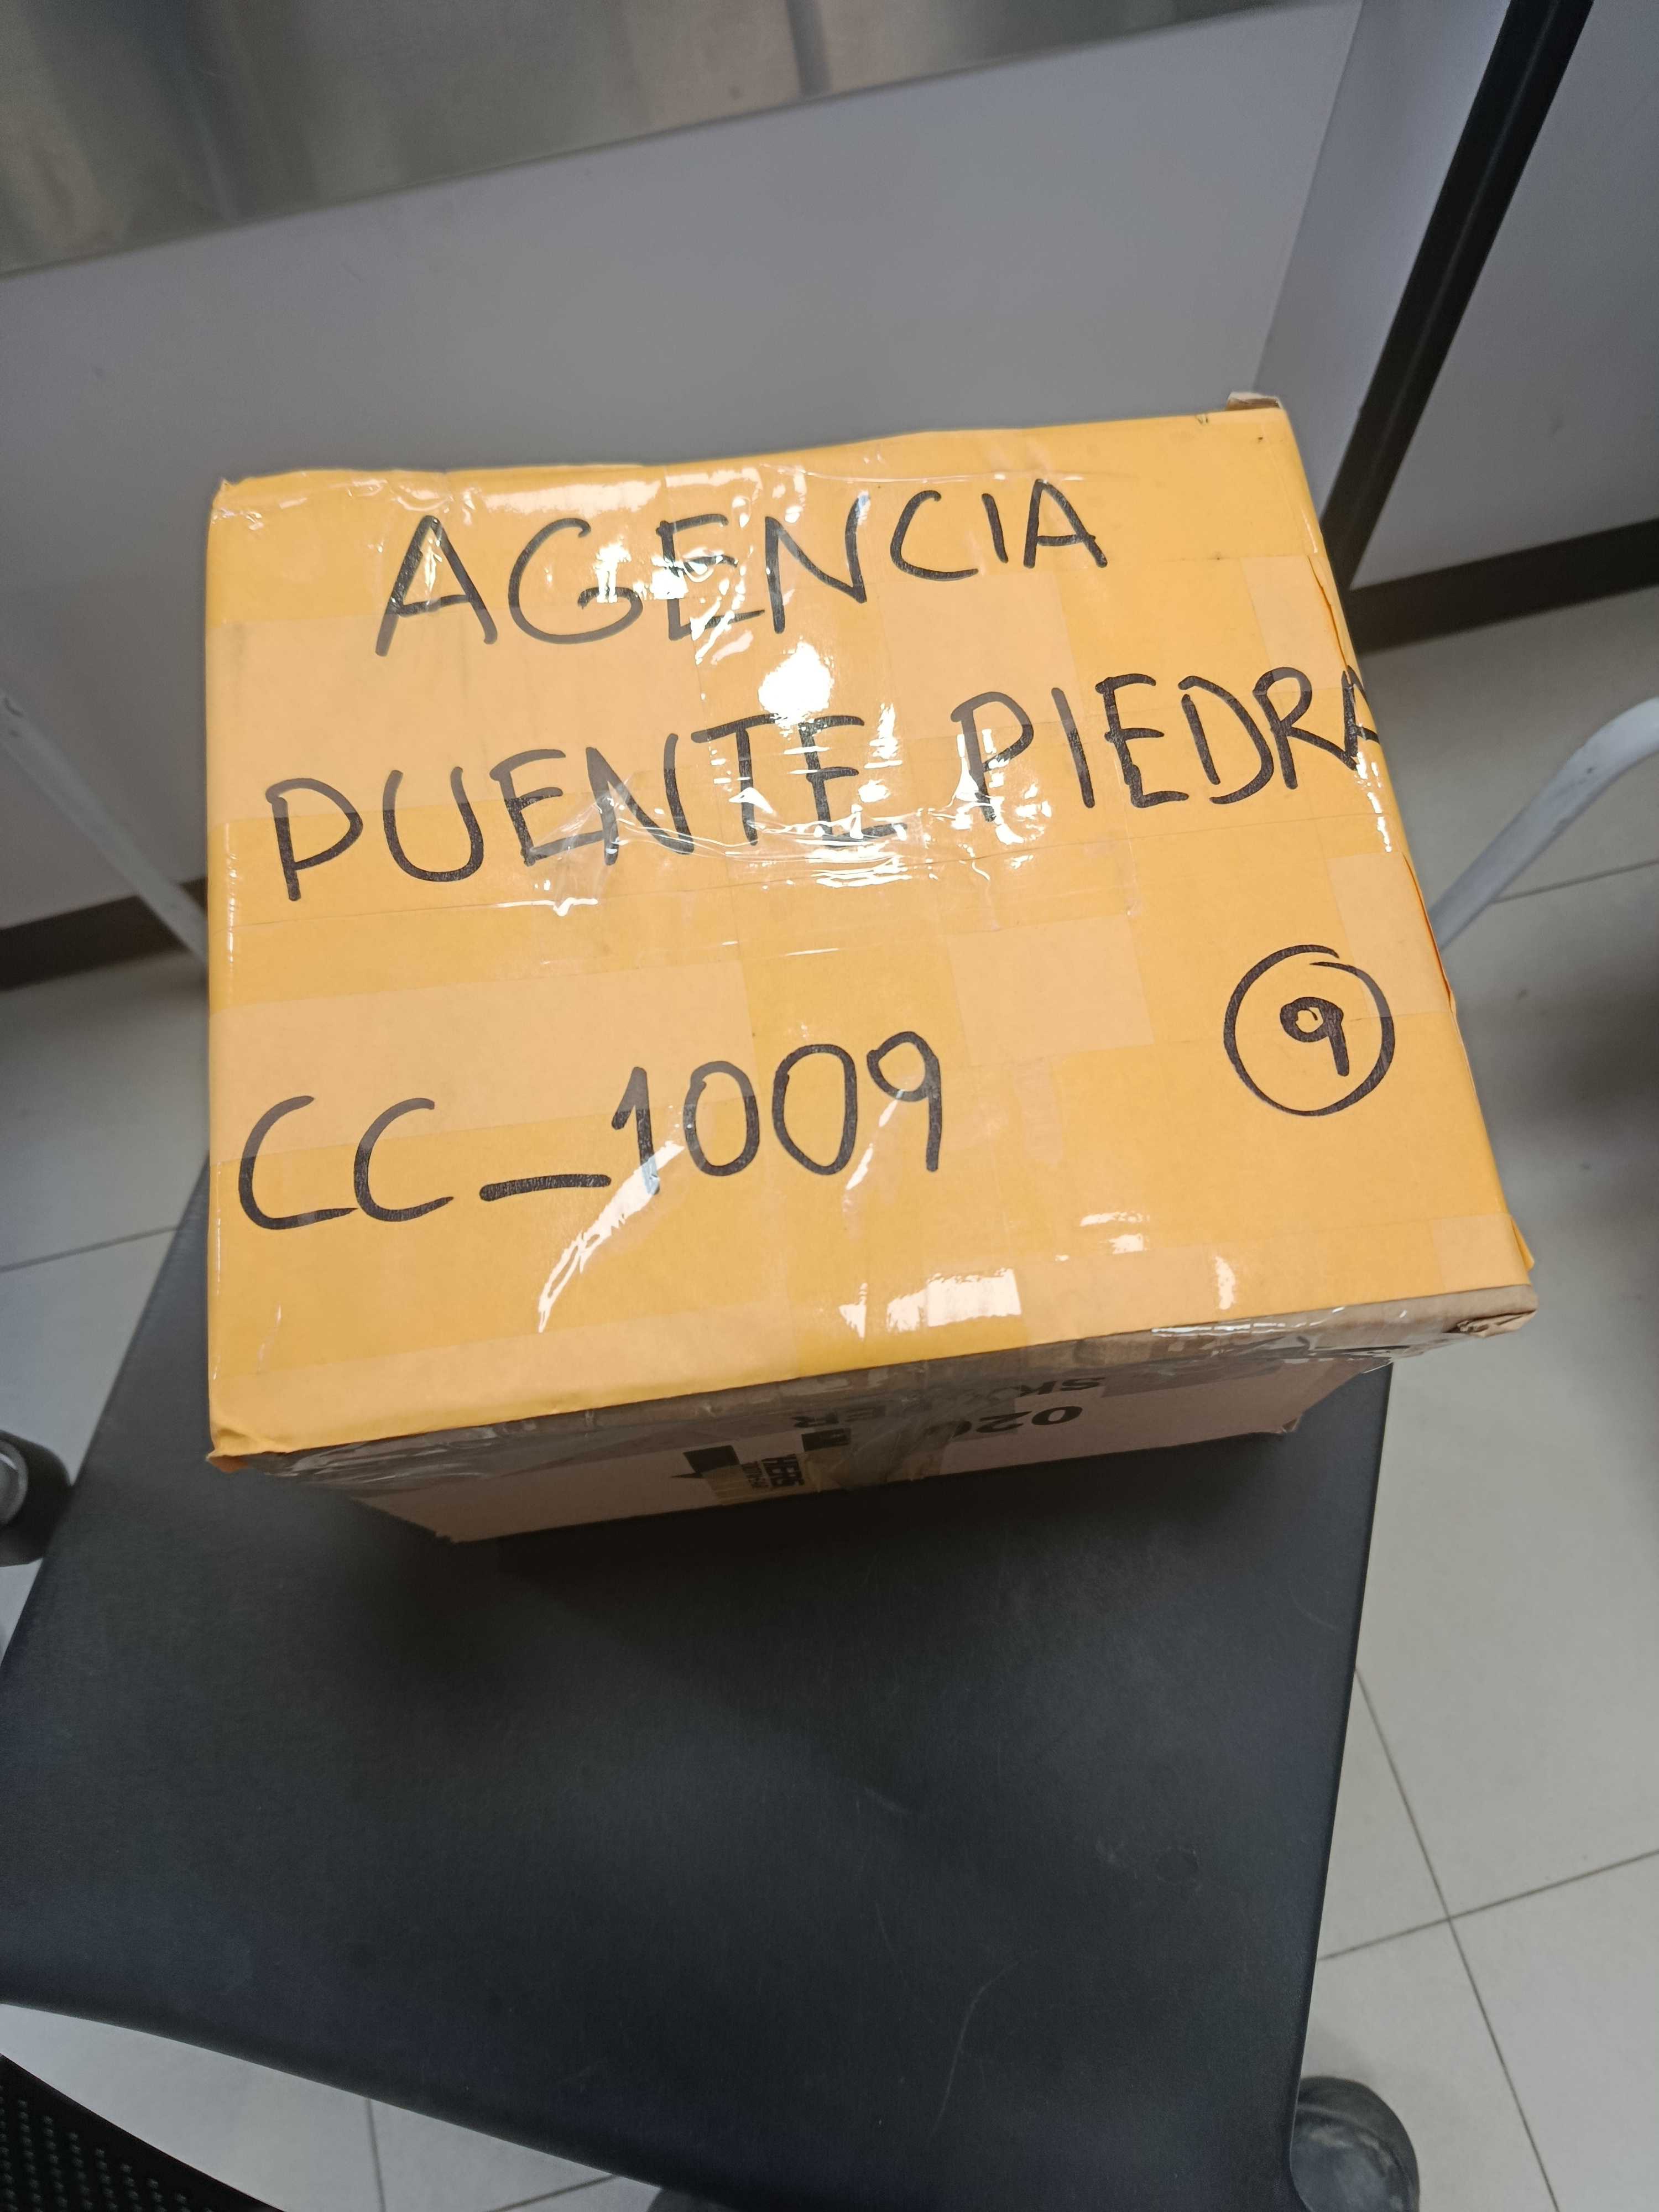 AGENCIA
PUENTE PIEDRA
CC_1009
9